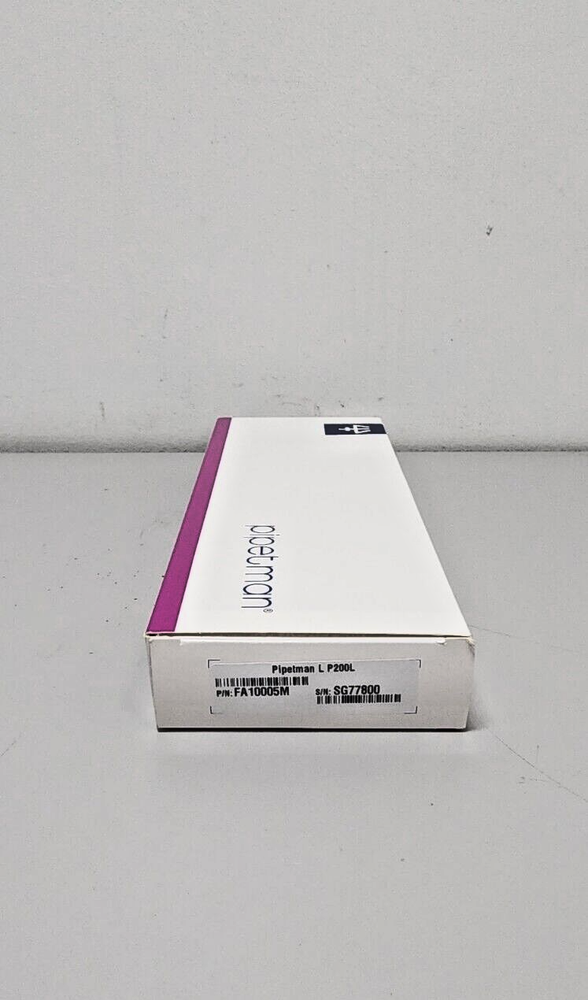 pipetman®
Pipetman L P200L
P/N: FA10005M
S/N: SG77800